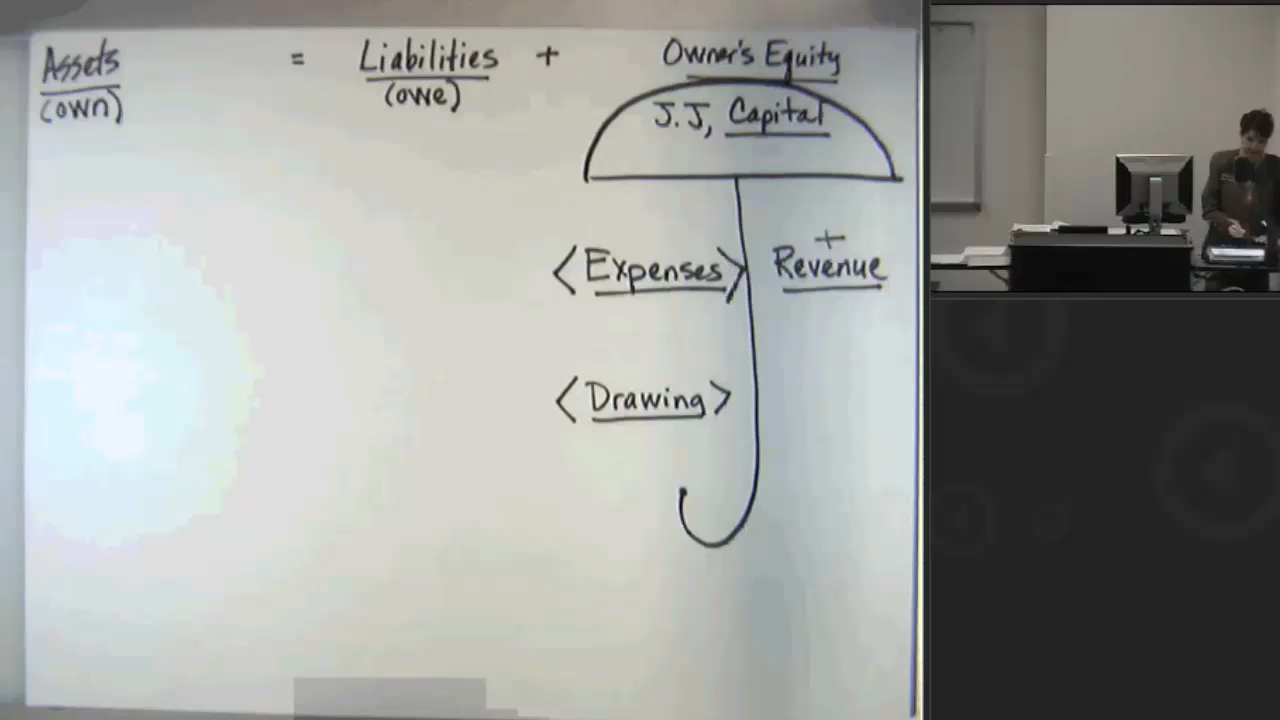 Assets = Liabilities + Owner's Equity
(own) (owe)
J.J, Capital
+
<Expenses> Revenue
<Drawing>